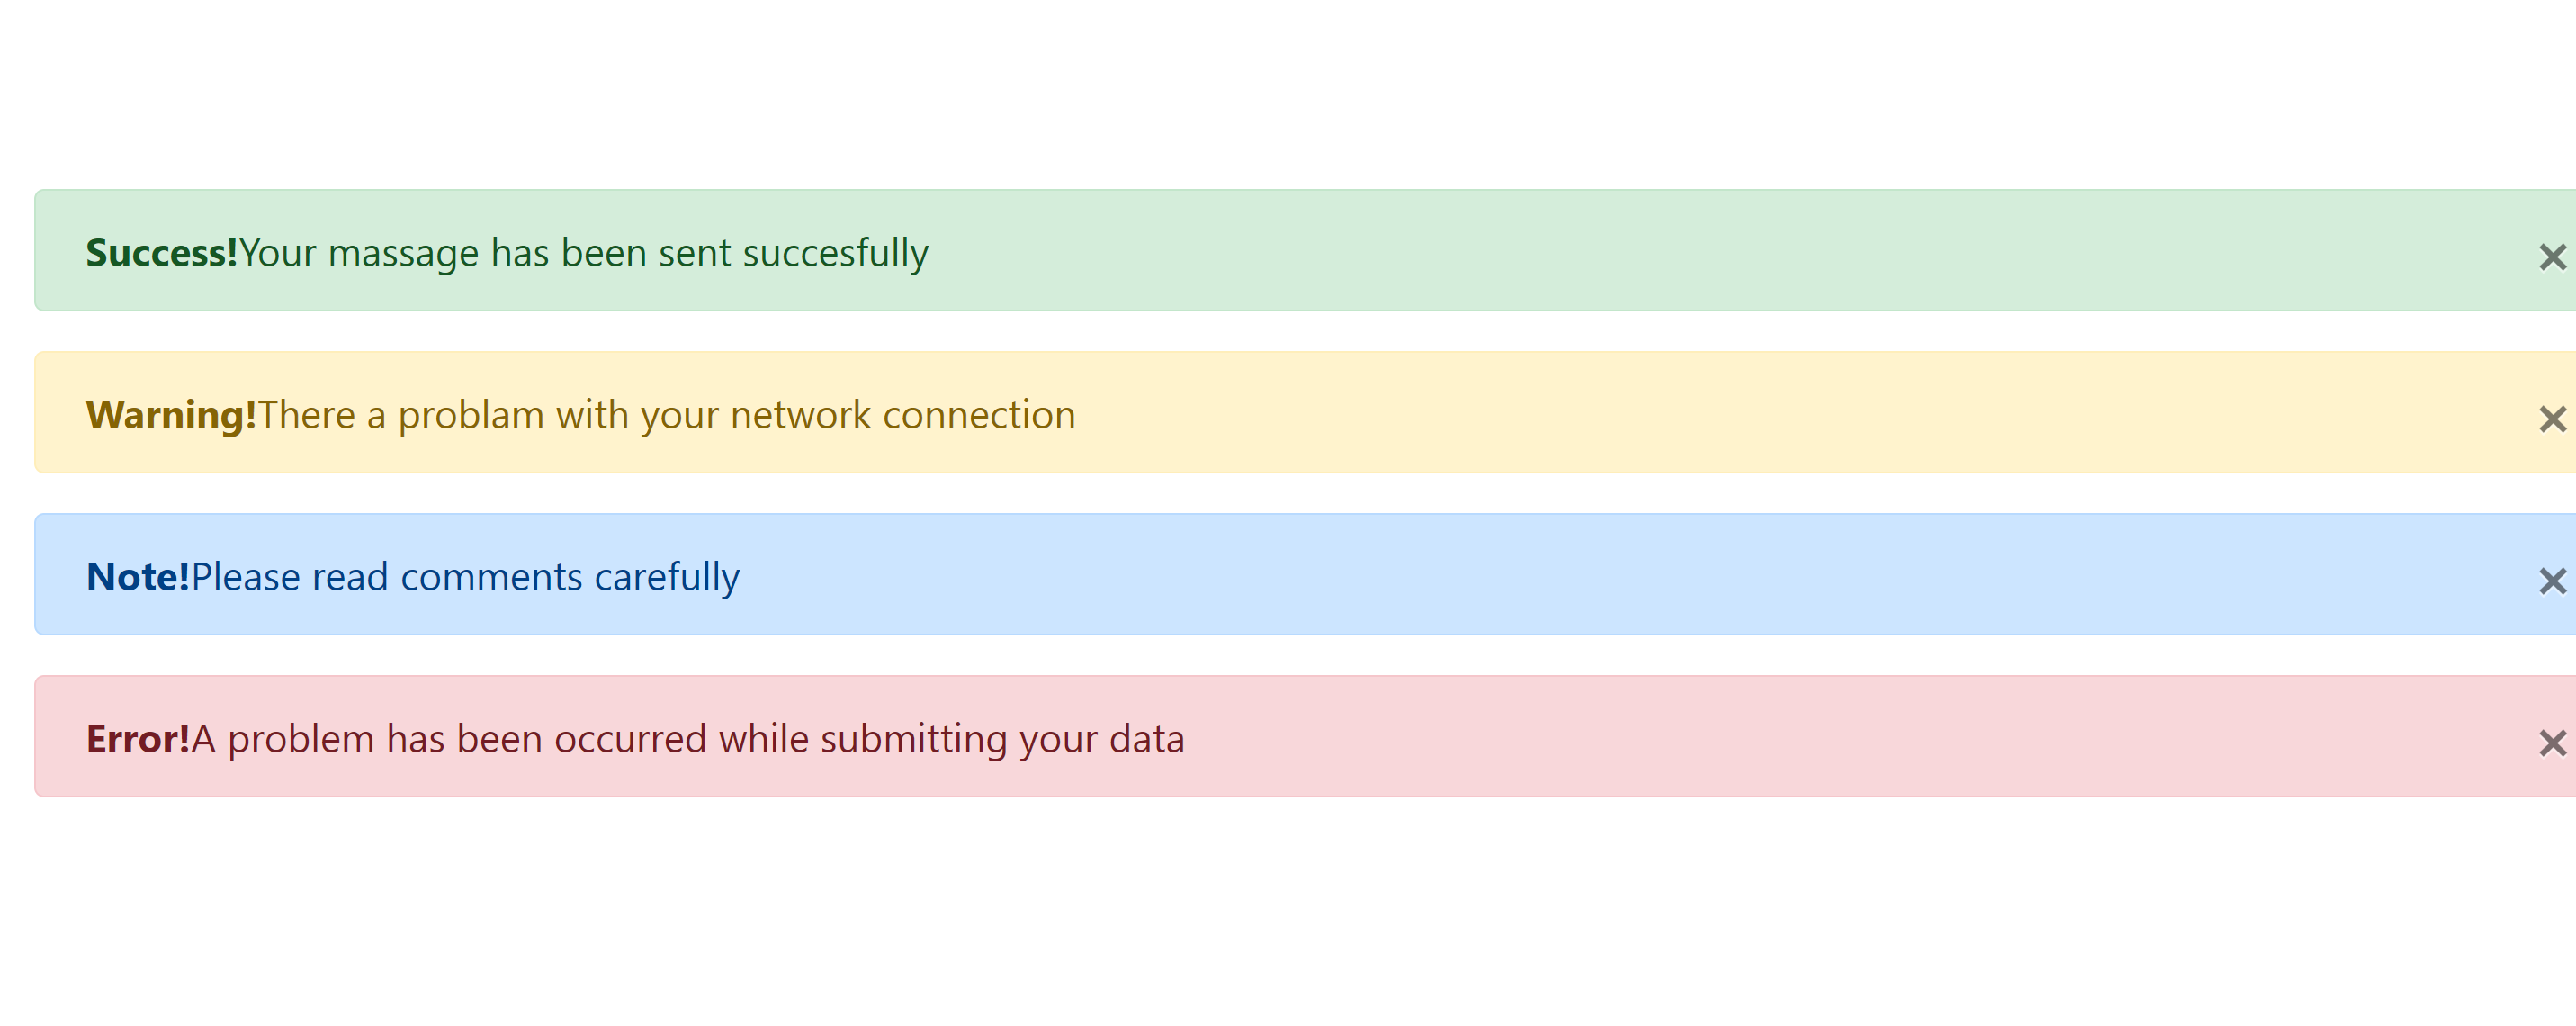 Success!Your massage has been sent succesfully
Warning!There a problam with your network connection
Note!Please read comments carefully
Error!A problem has been occurred while submitting your data